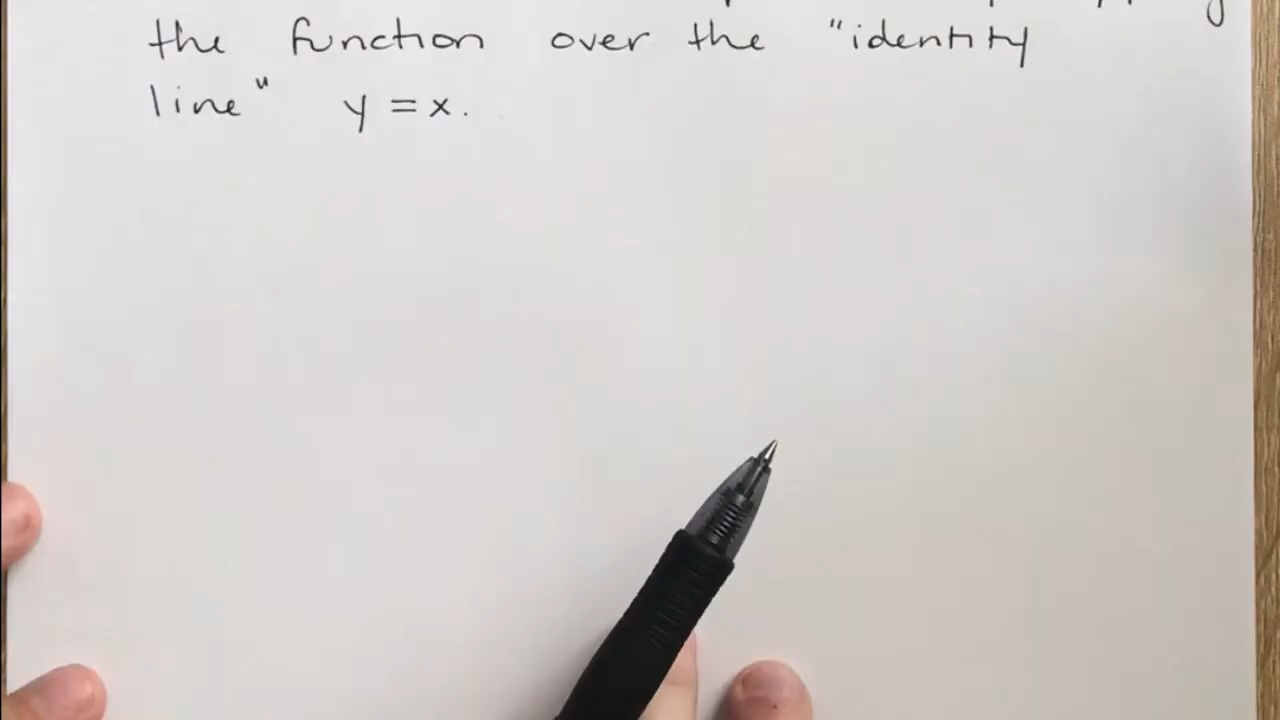 the function over the "identity
line" y = x.